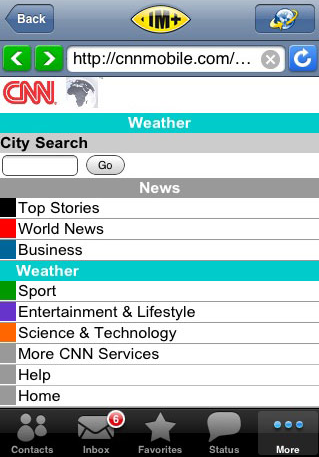 Back
IM+
http://cnnmobile.com/...
CNN
Weather
City Search
Go
News
Top Stories
World News
Business
Weather
Sport
Entertainment & Lifestyle
Science & Technology
More CNN Services
Help
Home
6
Contacts
Inbox
Favorites
Status
More